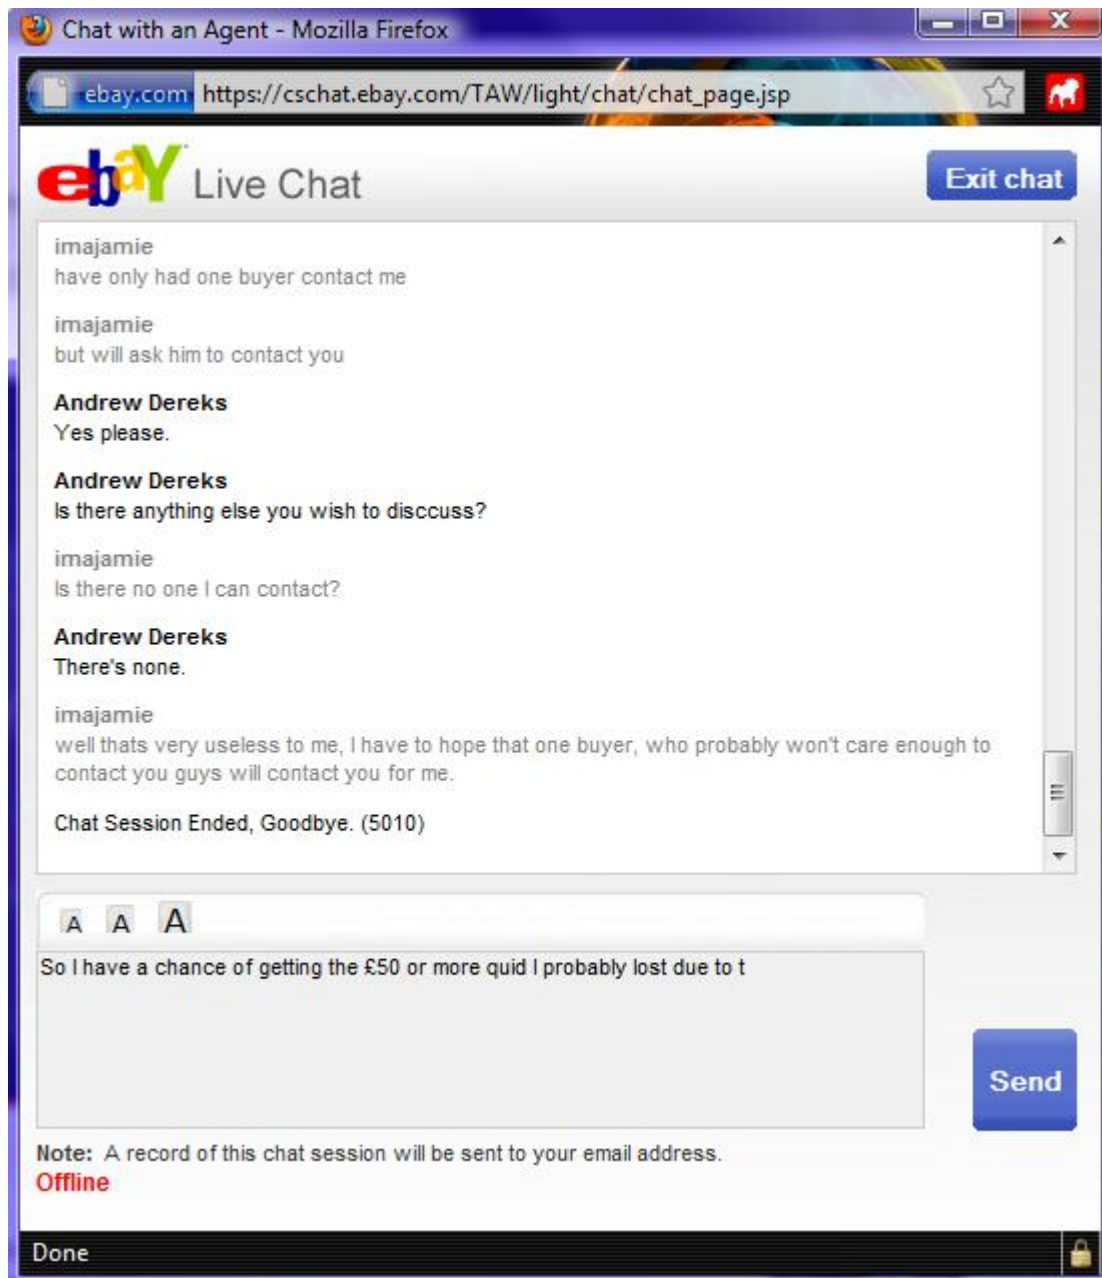 Chat with an Agent - Mozilla Firefox
ebay.com https://cschat.ebay.com/TAW/light/chat/chat_page.jsp
ebaY Live Chat
Exit chat
imajamie
have only had one buyer contact me
imajamie
but will ask him to contact you
Andrew Dereks
Yes please.
Andrew Dereks
Is there anything else you wish to disccuss?
imajamie
Is there no one I can contact?
Andrew Dereks
There's none.
imajamie
well thats very useless to me, I have to hope that one buyer, who probably won't care enough to
contact you guys will contact you for me.
Chat Session Ended, Goodbye. (5010)
A A A
So I have a chance of getting the £50 or more quid I probably lost due to t
Send
Note: A record of this chat session will be sent to your email address.
Offline
Done